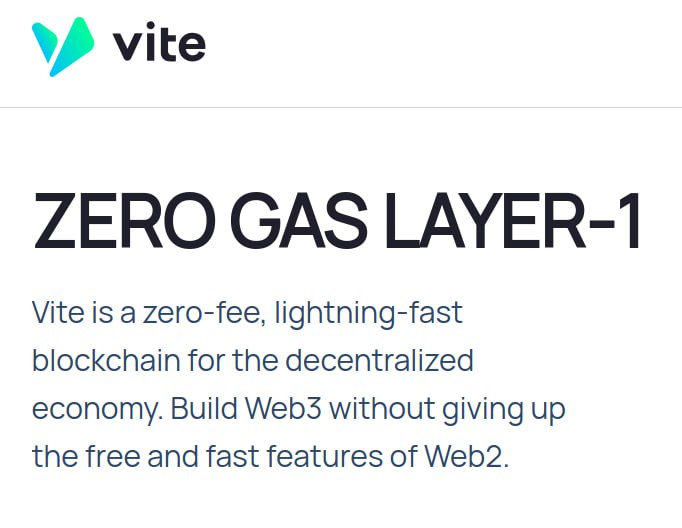 vite
ZERO GAS LAYER-1
Vite is a zero-fee, lightning-fast
blockchain for the decentralized
economy. Build Web3 without giving up
the free and fast features of Web2.